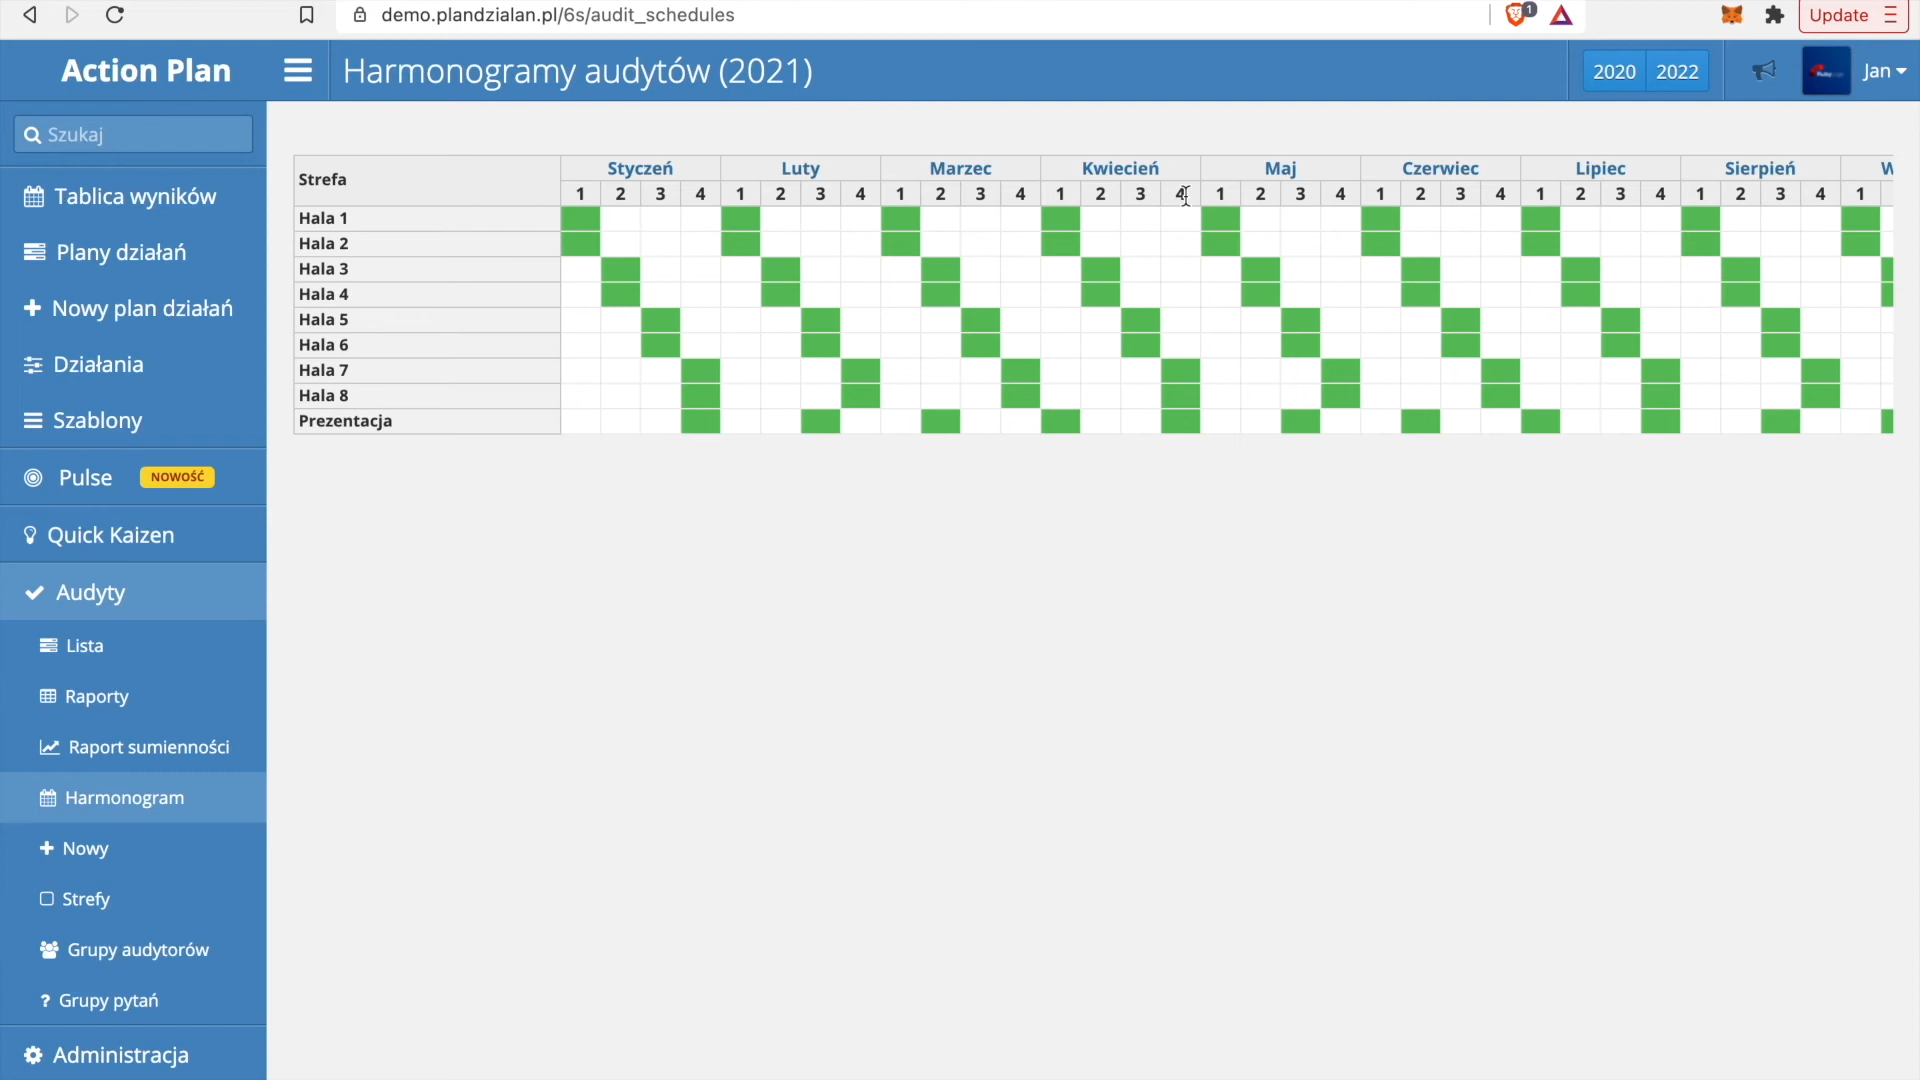 demo.plandzialan.pl/6s/audit_schedules
1
Update
Action Plan
Harmonogramy audytów (2021)
2020 2022
Jan
Szukaj
Tablica wyników
Plany działań
Nowy plan działań
Działania
Szablony
Pulse NOWOŚĆ
Quick Kaizen
Audyty
Lista
Raporty
Raport sumienności
Harmonogram
Nowy
Strefy
Grupy audytorów
? Grupy pytań
Administracja
Strefa Styczeń Luty Marzec Kwiecień Maj Czerwiec Lipiec Sierpień W
1 2 3 4 1 2 3 4 1 2 3 4 1 2 3 4 1 2 3 4 1 2 3 4 1 2 3 4 1 2 3 4 1
Hala 1
Hala 2
Hala 3
Hala 4
Hala 5
Hala 6
Hala 7
Hala 8
Prezentacja